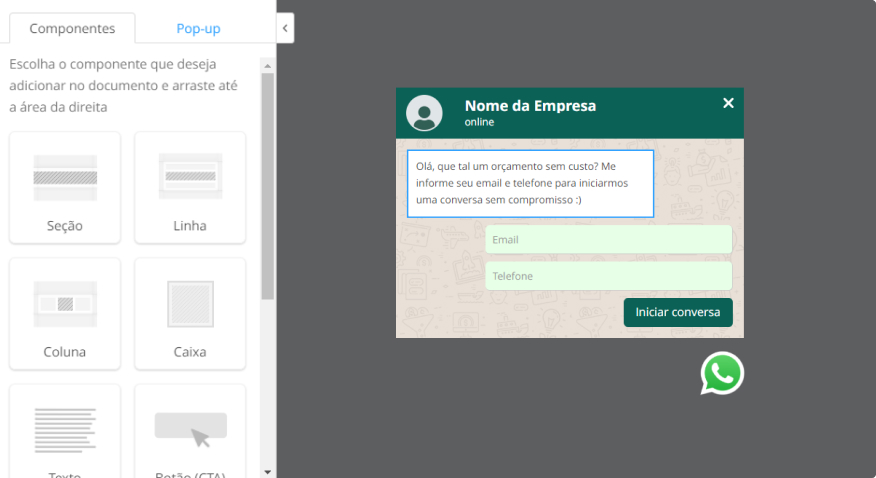 Componentes
Pop-up
Escolha o componente que deseja
adicionar no documento e arraste até
a área da direita
Seção
Linha
Coluna
Caixa
Texto
Botão (CTA)
Nome da Empresa
online
Olá, que tal um orçamento sem custo? Me
informe seu email e telefone para iniciarmos
uma conversa sem compromisso :)
Email
Telefone
Iniciar conversa